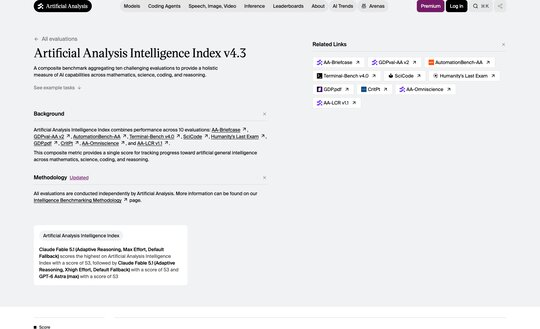 Artificial Analysis
Models Coding Agents Speech, Image, Video Inference Leaderboards About AI Trends Arenas Premium Log in ⌘K
← All evaluations
Artificial Analysis Intelligence Index v4.3
A composite benchmark aggregating ten challenging evaluations to provide a holistic
measure of AI capabilities across mathematics, science, coding, and reasoning.
See example tasks ↓
Background
Artificial Analysis Intelligence Index combines performance across 10 evaluations: AA-Briefcase ↗,
GDPval-AA v2 ↗, AutomationBench-AA ↗, Terminal-Bench v4.0 ↗, SciCode ↗, Humanity's Last Exam ↗,
GDP.pdf ↗, CritPt ↗, AA-Omniscience ↗, and AA-LCR v1.1 ↗.
This composite metric provides a single score for tracking progress toward artificial general intelligence
across mathematics, science, coding, and reasoning.
Methodology Updated
All evaluations are conducted independently by Artificial Analysis. More information can be found on our
Intelligence Benchmarking Methodology ↗ page.
Artificial Analysis Intelligence Index
Claude Fable 5.1 (Adaptive Reasoning, Max Effort, Default
Fallback) scores the highest on Artificial Analysis Intelligence
Index with a score of 53, followed by Claude Fable 5.1 (Adaptive
Reasoning, Xhigh Effort, Default Fallback) with a score of 53 and
GPT-6 Astra (max) with a score of 53
Related Links
AA-Briefcase ↗ GDPval-AA v2 ↗ AutomationBench-AA ↗
Terminal-Bench v4.0 ↗ SciCode ↗ Humanity's Last Exam ↗
GDP.pdf ↗ CritPt ↗ AA-Omniscience ↗
AA-LCR v1.1 ↗
Score